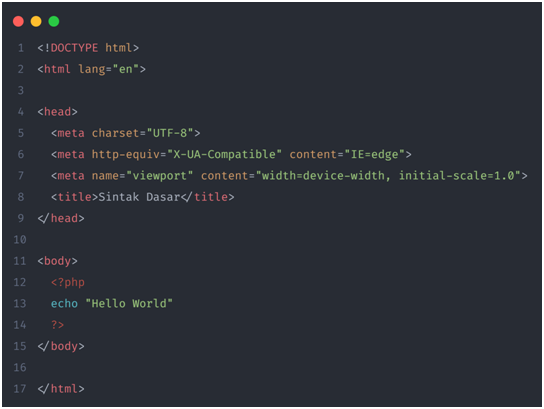 1 <!DOCTYPE html>
2 <html lang="en">
3
4 <head>
5   <meta charset="UTF-8">
6   <meta http-equiv="X-UA-Compatible" content="IE=edge">
7   <meta name="viewport" content="width=device-width, initial-scale=1.0">
8   <title>Sintak Dasar</title>
9 </head>
10
11 <body>
12   <?php
13   echo "Hello World"
14   ?>
15 </body>
16
17 </html>